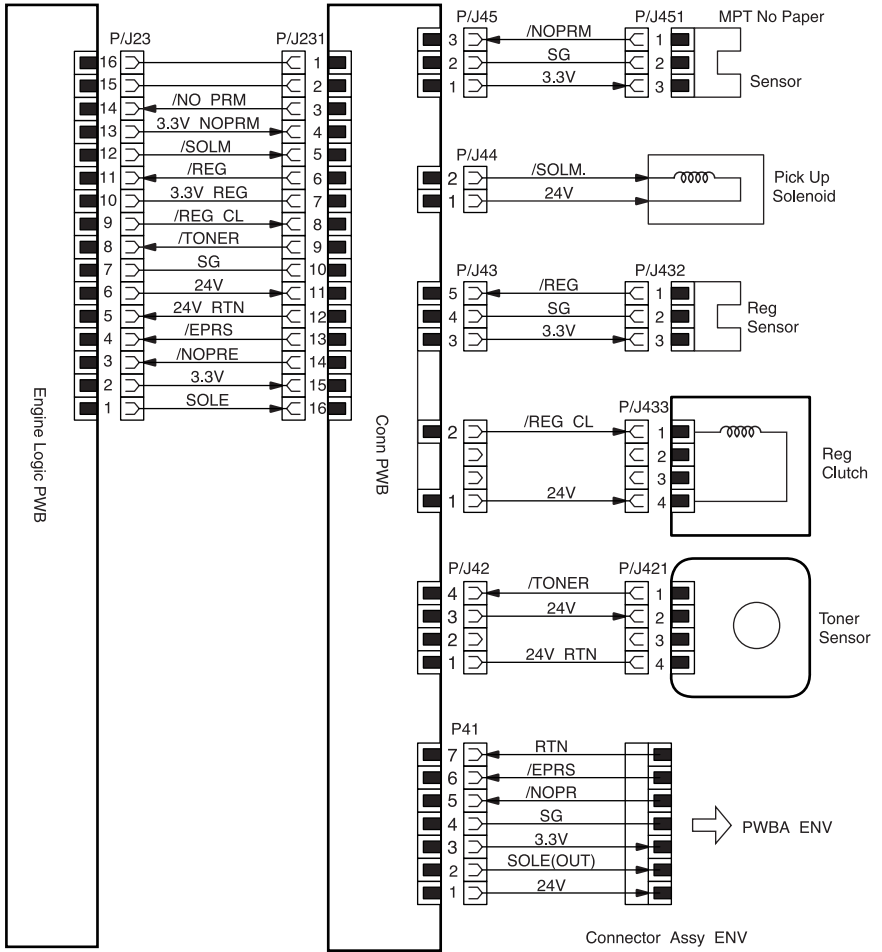 P/J23 P/J231
16 1
15 2
14 /NO PRM 3
13 3.3V NOPRM 4
12 /SOLM 5
11 /REG 6
10 3.3V REG 7
9 /REG CL 8
8 /TONER 9
7 SG 10
6 24V 11
5 24V RTN 12
4 /EPRS 13
3 /NOPRE 14
2 3.3V 15
1 SOLE 16
Engine Logic PWB
Conn PWB
P/J45 P/J451 MPT No Paper
Sensor
3 /NOPRM 1
2 SG 2
1 3.3V 3
P/J44
2 /SOLM.
1 24V
Pick Up
Solenoid
P/J43 P/J432
5 /REG 1
4 SG 2
3 3.3V 3
Reg
Sensor
P/J433
2 /REG CL 1
2
3
1 24V 4
Reg
Clutch
P/J42 P/J421
4 /TONER 1
3 24V 2
2 3
1 24V RTN 4
Toner
Sensor
P41
7 RTN
6 /EPRS
5 /NOPR
4 SG
3 3.3V
2 SOLE(OUT)
1 24V
PWBA ENV
Connector Assy ENV